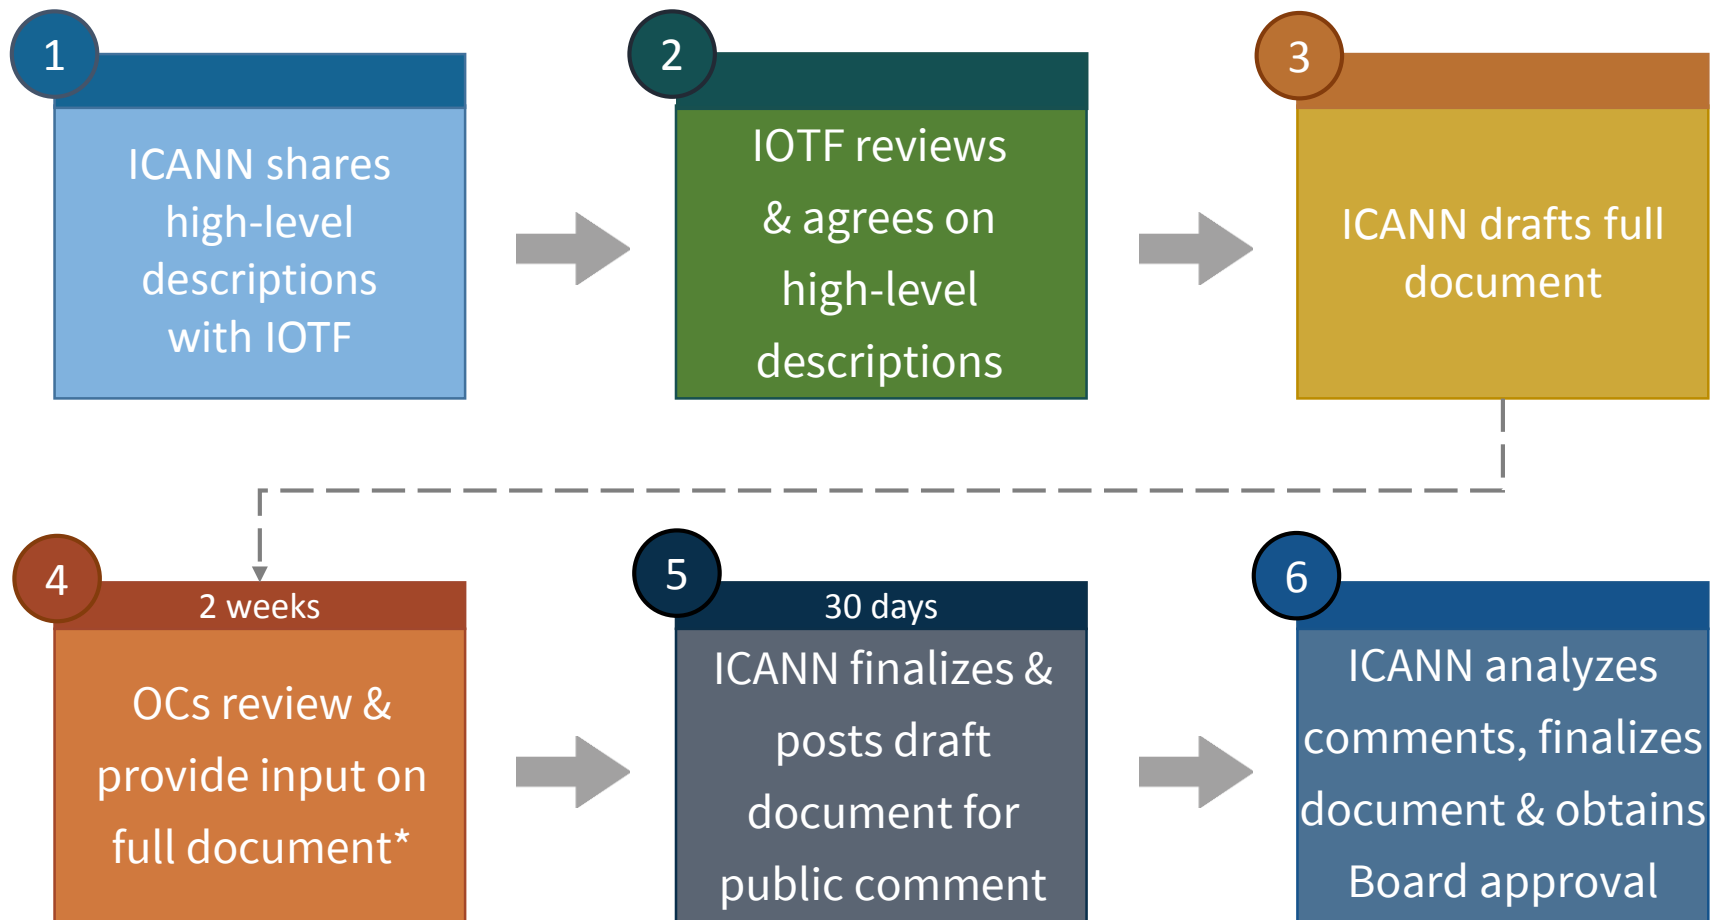 1
ICANN shares
high-level
descriptions
with IOTF
2
IOTF reviews
& agrees on
high-level
descriptions
3
ICANN drafts full
document
4
2 weeks
OCs review &
provide input on
full document*
5
30 days
ICANN finalizes &
posts draft
document for
public comment
6
ICANN analyzes
comments, finalizes
document & obtains
Board approval